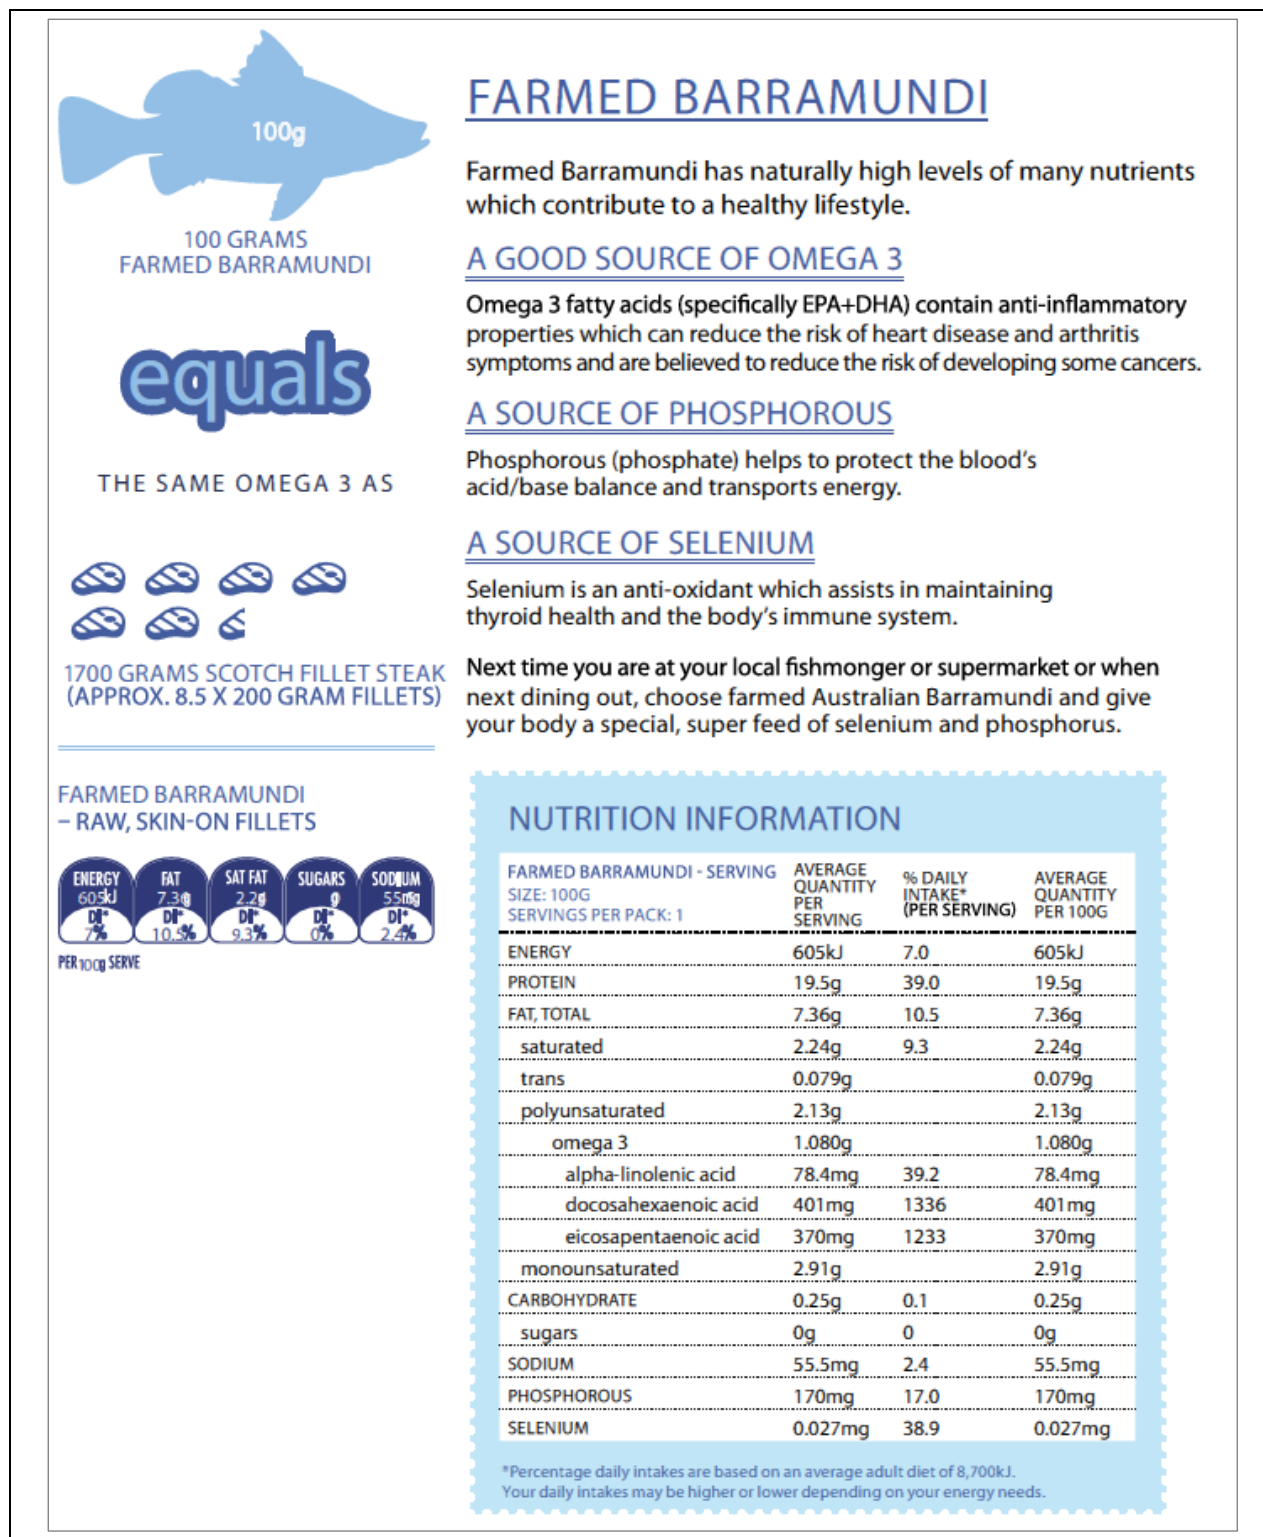 100g
100 GRAMS
FARMED BARRAMUNDI
equals
THE SAME OMEGA 3 AS
1700 GRAMS SCOTCH FILLET STEAK
(APPROX. 8.5 X 200 GRAM FILLETS)
FARMED BARRAMUNDI
– RAW, SKIN-ON FILLETS
ENERGY FAT SAT FAT SUGARS SODIUM
605kJ 7.3g 2.2g g 55mg
DI* DI* DI* DI* DI*
7% 10.5% 9.3% 0% 2.4%
PER 100g SERVE
FARMED BARRAMUNDI
Farmed Barramundi has naturally high levels of many nutrients
which contribute to a healthy lifestyle.
A GOOD SOURCE OF OMEGA 3
Omega 3 fatty acids (specifically EPA+DHA) contain anti-inflammatory
properties which can reduce the risk of heart disease and arthritis
symptoms and are believed to reduce the risk of developing some cancers.
A SOURCE OF PHOSPHOROUS
Phosphorous (phosphate) helps to protect the blood's
acid/base balance and transports energy.
A SOURCE OF SELENIUM
Selenium is an anti-oxidant which assists in maintaining
thyroid health and the body's immune system.
Next time you are at your local fishmonger or supermarket or when
next dining out, choose farmed Australian Barramundi and give
your body a special, super feed of selenium and phosphorus.
NUTRITION INFORMATION
FARMED BARRAMUNDI - SERVING
SIZE: 100G
SERVINGS PER PACK: 1
AVERAGE
QUANTITY
PER
SERVING
% DAILY
INTAKE*
(PER SERVING)
AVERAGE
QUANTITY
PER 100G
ENERGY 605kJ 7.0 605kJ
PROTEIN 19.5g 39.0 19.5g
FAT, TOTAL 7.36g 10.5 7.36g
saturated 2.24g 9.3 2.24g
trans 0.079g 0.079g
polyunsaturated 2.13g 2.13g
omega 3 1.080g 1.080g
alpha-linolenic acid 78.4mg 39.2 78.4mg
docosahexaenoic acid 401mg 1336 401mg
eicosapentaenoic acid 370mg 1233 370mg
monounsaturated 2.91g 2.91g
CARBOHYDRATE 0.25g 0.1 0.25g
sugars 0g 0 0g
SODIUM 55.5mg 2.4 55.5mg
PHOSPHOROUS 170mg 17.0 170mg
SELENIUM 0.027mg 38.9 0.027mg
*Percentage daily intakes are based on an average adult diet of 8,700kJ.
Your daily intakes may be higher or lower depending on your energy needs.